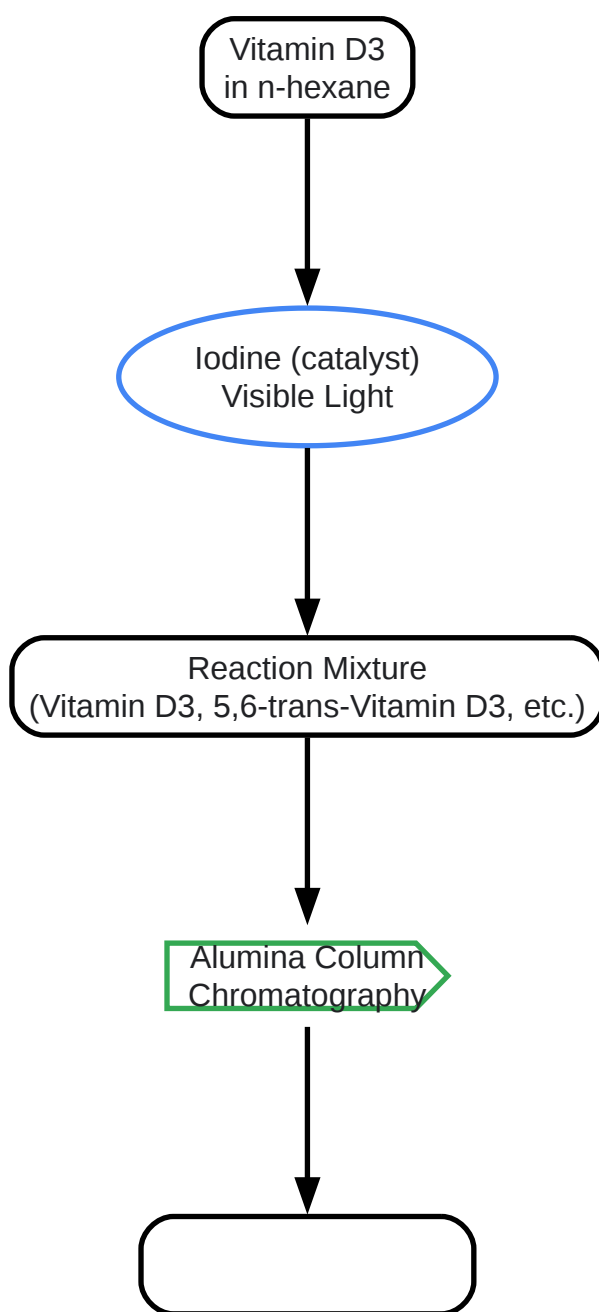 Vitamin D3
in n-hexane
Iodine (catalyst)
Visible Light
Reaction Mixture
(Vitamin D3, 5,6-trans-Vitamin D3, etc.)
Alumina Column
Chromatography